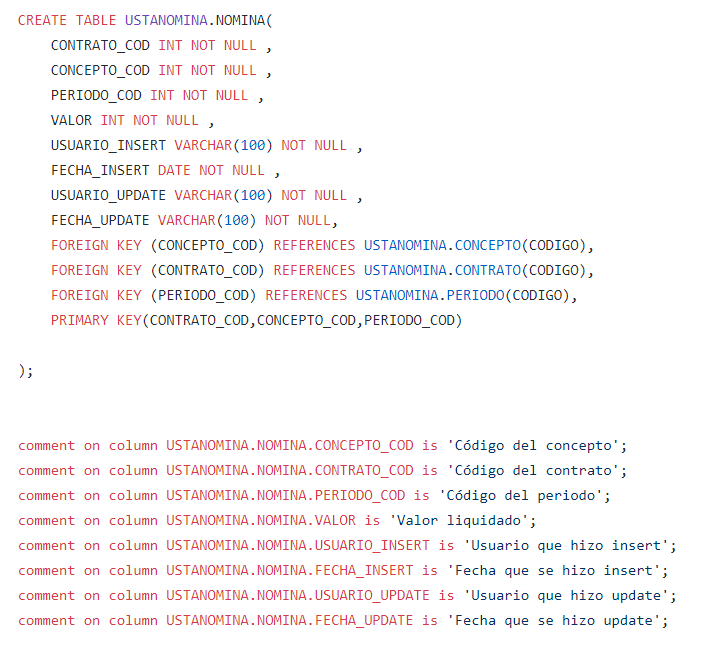 CREATE TABLE USTANOMINA.NOMINA(
CONTRATO_COD INT NOT NULL ,
CONCEPTO_COD INT NOT NULL ,
PERIODO_COD INT NOT NULL ,
VALOR INT NOT NULL ,
USUARIO_INSERT VARCHAR(100) NOT NULL ,
FECHA_INSERT DATE NOT NULL ,
USUARIO_UPDATE VARCHAR(100) NOT NULL ,
FECHA_UPDATE VARCHAR(100) NOT NULL,
FOREIGN KEY (CONCEPTO_COD) REFERENCES USTANOMINA.CONCEPTO(CODIGO),
FOREIGN KEY (CONTRATO_COD) REFERENCES USTANOMINA.CONTRATO(CODIGO),
FOREIGN KEY (PERIODO_COD) REFERENCES USTANOMINA.PERIODO(CODIGO),
PRIMARY KEY(CONTRATO_COD,CONCEPTO_COD,PERIODO_COD)
);
comment on column USTANOMINA.NOMINA.CONCEPTO_COD is 'Código del concepto';
comment on column USTANOMINA.NOMINA.CONTRATO_COD is 'Código del contrato';
comment on column USTANOMINA.NOMINA.PERIODO_COD is 'Código del periodo';
comment on column USTANOMINA.NOMINA.VALOR is 'Valor liquidado';
comment on column USTANOMINA.NOMINA.USUARIO_INSERT is 'Usuario que hizo insert';
comment on column USTANOMINA.NOMINA.FECHA_INSERT is 'Fecha que se hizo insert';
comment on column USTANOMINA.NOMINA.USUARIO_UPDATE is 'Usuario que hizo update';
comment on column USTANOMINA.NOMINA.FECHA_UPDATE is 'Fecha que se hizo update';